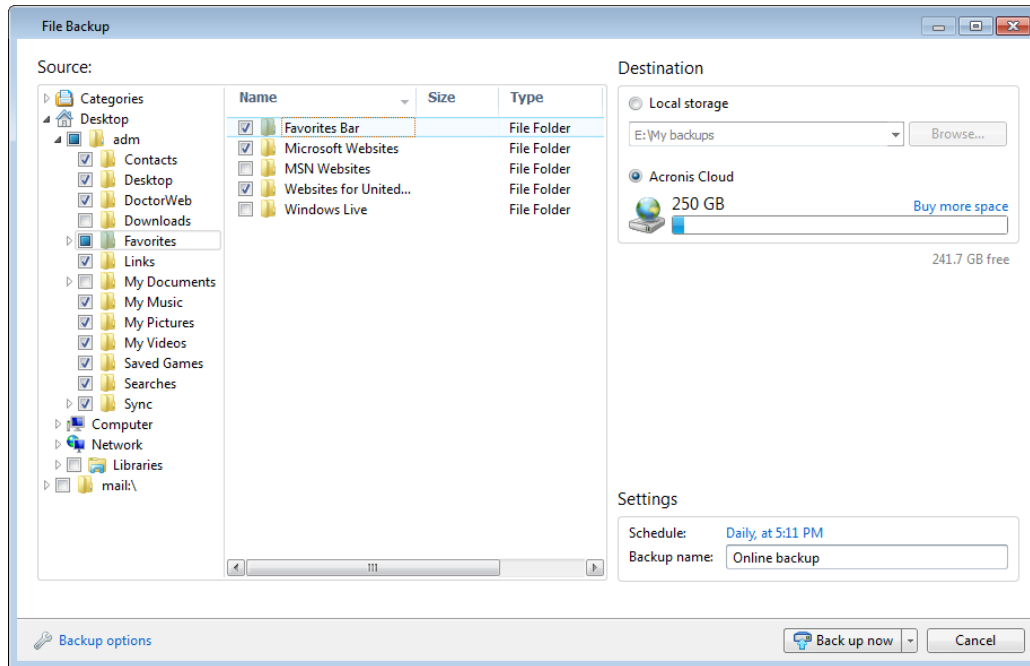 File Backup
Source:
Categories
Desktop
adm
Contacts
Desktop
DoctorWeb
Downloads
Favorites
Links
My Documents
My Music
My Pictures
My Videos
Saved Games
Searches
Sync
Computer
Network
Libraries
mail:\
Name Size Type
Favorites Bar File Folder
Microsoft Websites File Folder
MSN Websites File Folder
Websites for United... File Folder
Windows Live File Folder
Destination
Local storage
E:\My backups Browse...
Acronis Cloud
250 GB Buy more space
241.7 GB free
Settings
Schedule: Daily, at 5:11 PM
Backup name: Online backup
Backup options Back up now Cancel